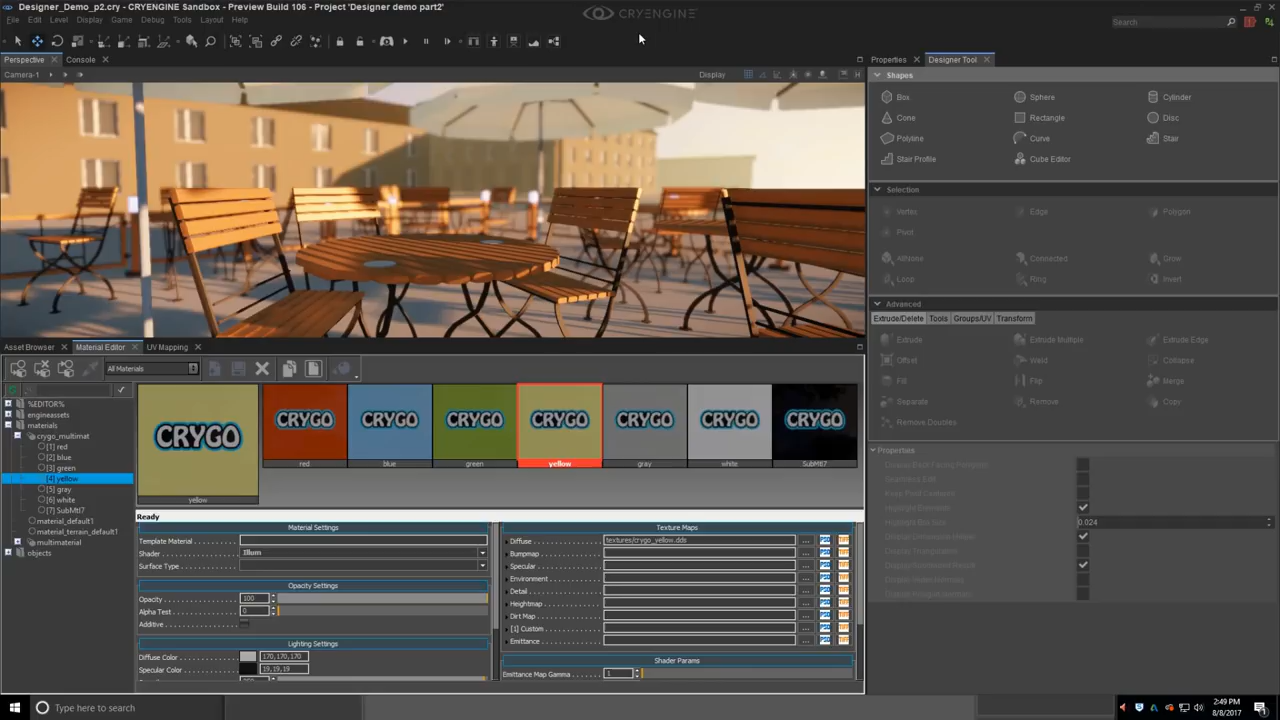 Designer_Demo_p2.cry - CRYENGINE Sandbox - Preview Build 106 - Project 'Designer demo part2'
CRYENGINE
File Edit Level Display Game Debug Tools Layout Help
Search
Perspective
Console
Properties
Designer Tool
Camera-1
Display
Shapes
Box
Sphere
Cylinder
Cone
Rectangle
Disc
Polyline
Curve
Stair
Stair Profile
Cube Editor
Selection
Vertex
Edge
Polygon
Pivot
All/None
Connected
Grow
Loop
Ring
Invert
Advanced
Extrude/Delete Tools Groups/UV Transform
Extrude
Extrude Multiple
Extrude Edge
Offset
Weld
Collapse
Fill
Flip
Merge
Separate
Remove
Copy
Remove Doubles
Properties
0.024
Asset Browser
Material Editor
UV Mapping
All Materials
%EDITOR%
engineassets
materials
crygo_multimat
[1] red
[2] blue
[3] green
[4] yellow
[5] gray
[6] white
[7] SubMtl7
material_default1
material_terrain_default1
multimaterial
objects
CRYGO
yellow
CRYGO
red
CRYGO
blue
CRYGO
green
CRYGO
yellow
CRYGO
gray
CRYGO
white
CRYGO
SubMtl7
Ready
Material Settings
Template Material
Shader
Illum
Surface Type
Opacity Settings
Opacity
100
Alpha Test
0
Additive
Lighting Settings
Diffuse Color
170,170,170
Specular Color
19,19,19
Texture Maps
Diffuse
textures/crygo_yellow.dds
Bumpmap
Specular
Environment
Detail
Heightmap
Dirt Map
[1] Custom
Emittance
Shader Params
Emittance Map Gamma
1
Type here to search
2:49 PM
8/8/2017